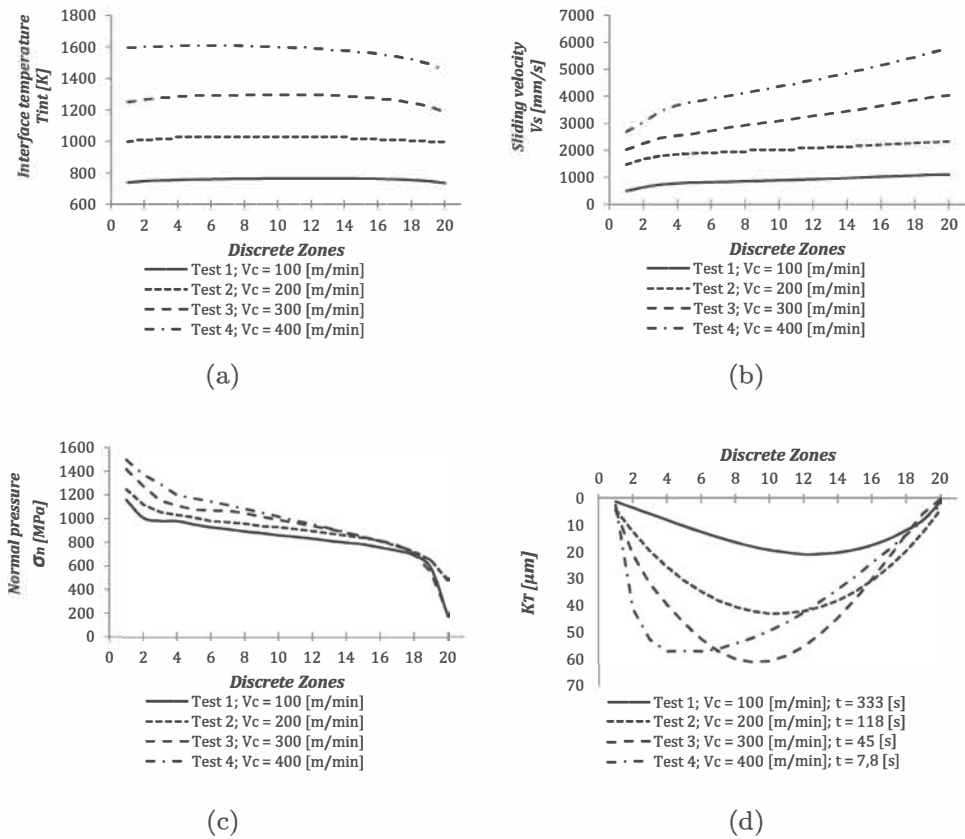 Interface temperature
Tint [K]
1800
1600
1400
1200
1000
800
600
0 2 4 6 8 10 12 14 16 18 20
Discrete Zones
Test 1; Vc = 100 [m/min]
Test 2; Vc = 200 [m/min]
Test 3; Vc = 300 [m/min]
Test 4; Vc = 400 [m/min]
(a)
Sliding velocity
Vs [mm/s]
7000
6000
5000
4000
3000
2000
1000
0
0 2 4 6 8 10 12 14 16 18 20
Discrete Zones
Test 1; Vc = 100 [m/min]
Test 2; Vc = 200 [m/min]
Test 3; Vc = 300 [m/min]
Test 4; Vc = 400 [m/min]
(b)
Normal pressure
σn [MPa]
1600
1400
1200
1000
800
600
400
200
0
0 2 4 6 8 10 12 14 16 18 20
Discrete Zones
Test 1; Vc = 100 [m/min]
Test 2; Vc = 200 [m/min]
Test 3; Vc = 300 [m/min]
Test 4; Vc = 400 [m/min]
(c)
Discrete Zones
0 2 4 6 8 10 12 14 16 18 20
KT [µm]
0
10
20
30
40
50
60
70
Test 1; Vc = 100 [m/min]; t = 333 [s]
Test 2; Vc = 200 [m/min]; t = 118 [s]
Test 3; Vc = 300 [m/min]; t = 45 [s]
Test 4; Vc = 400 [m/min]; t = 7,8 [s]
(d)